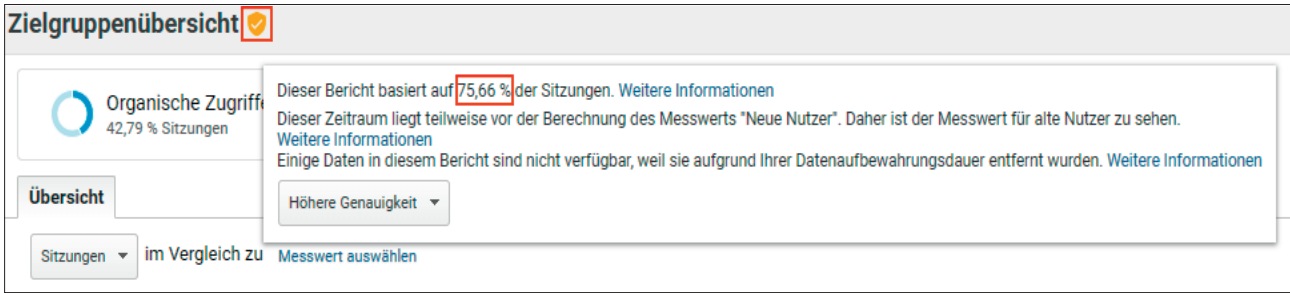 Zielgruppenübersicht
Organische Zugriffe
42,79 % Sitzungen
Dieser Bericht basiert auf 75,66 % der Sitzungen. Weitere Informationen
Dieser Zeitraum liegt teilweise vor der Berechnung des Messwerts "Neue Nutzer". Daher ist der Messwert für alte Nutzer zu sehen.
Weitere Informationen
Einige Daten in diesem Bericht sind nicht verfügbar, weil sie aufgrund Ihrer Datenaufbewahrungsdauer entfernt wurden. Weitere Informationen
Höhere Genauigkeit
Übersicht
Sitzungen im Vergleich zu Messwert auswählen